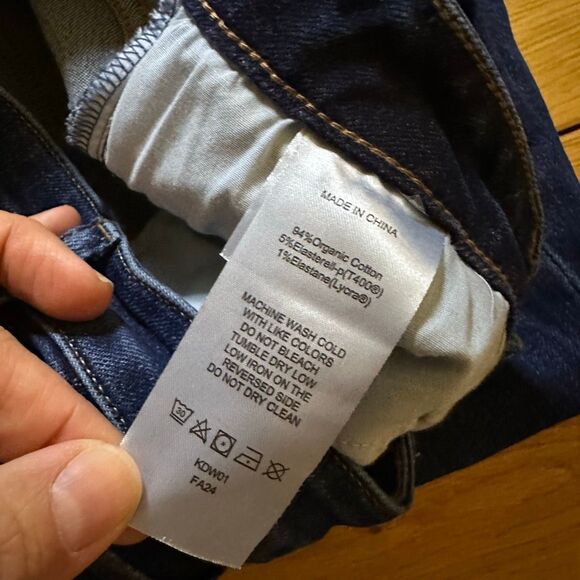 MADE IN CHINA
94%Organic Cotton
5%Elasterell-p(T400®)
1%Elastane(Lycra®)
MACHINE WASH COLD
WITH LIKE COLORS
DO NOT BLEACH
TUMBLE DRY LOW
LOW IRON ON THE
REVERSED SIDE
DO NOT DRY CLEAN
30
KDW01
FA24